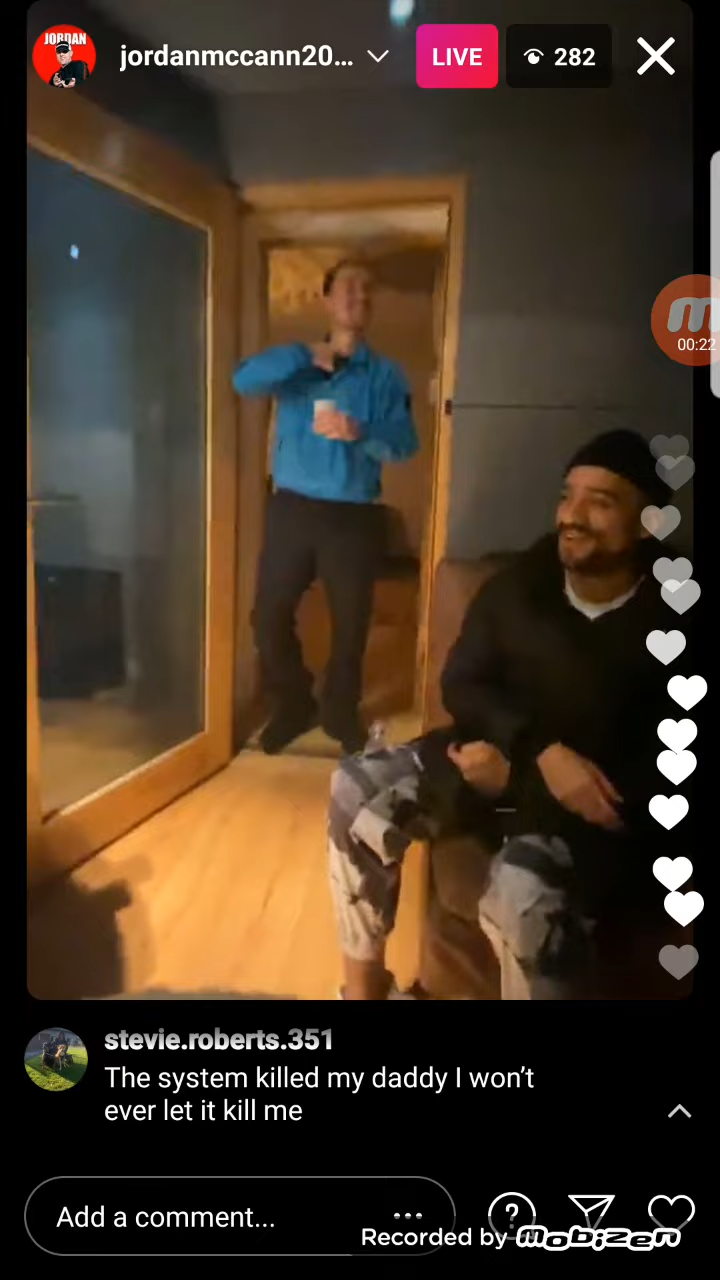 JORDAN
jordanmccann20...
LIVE
282
00:22
stevie.roberts.351
The system killed my daddy I won't
ever let it kill me
Add a comment...
Recorded by mobizen